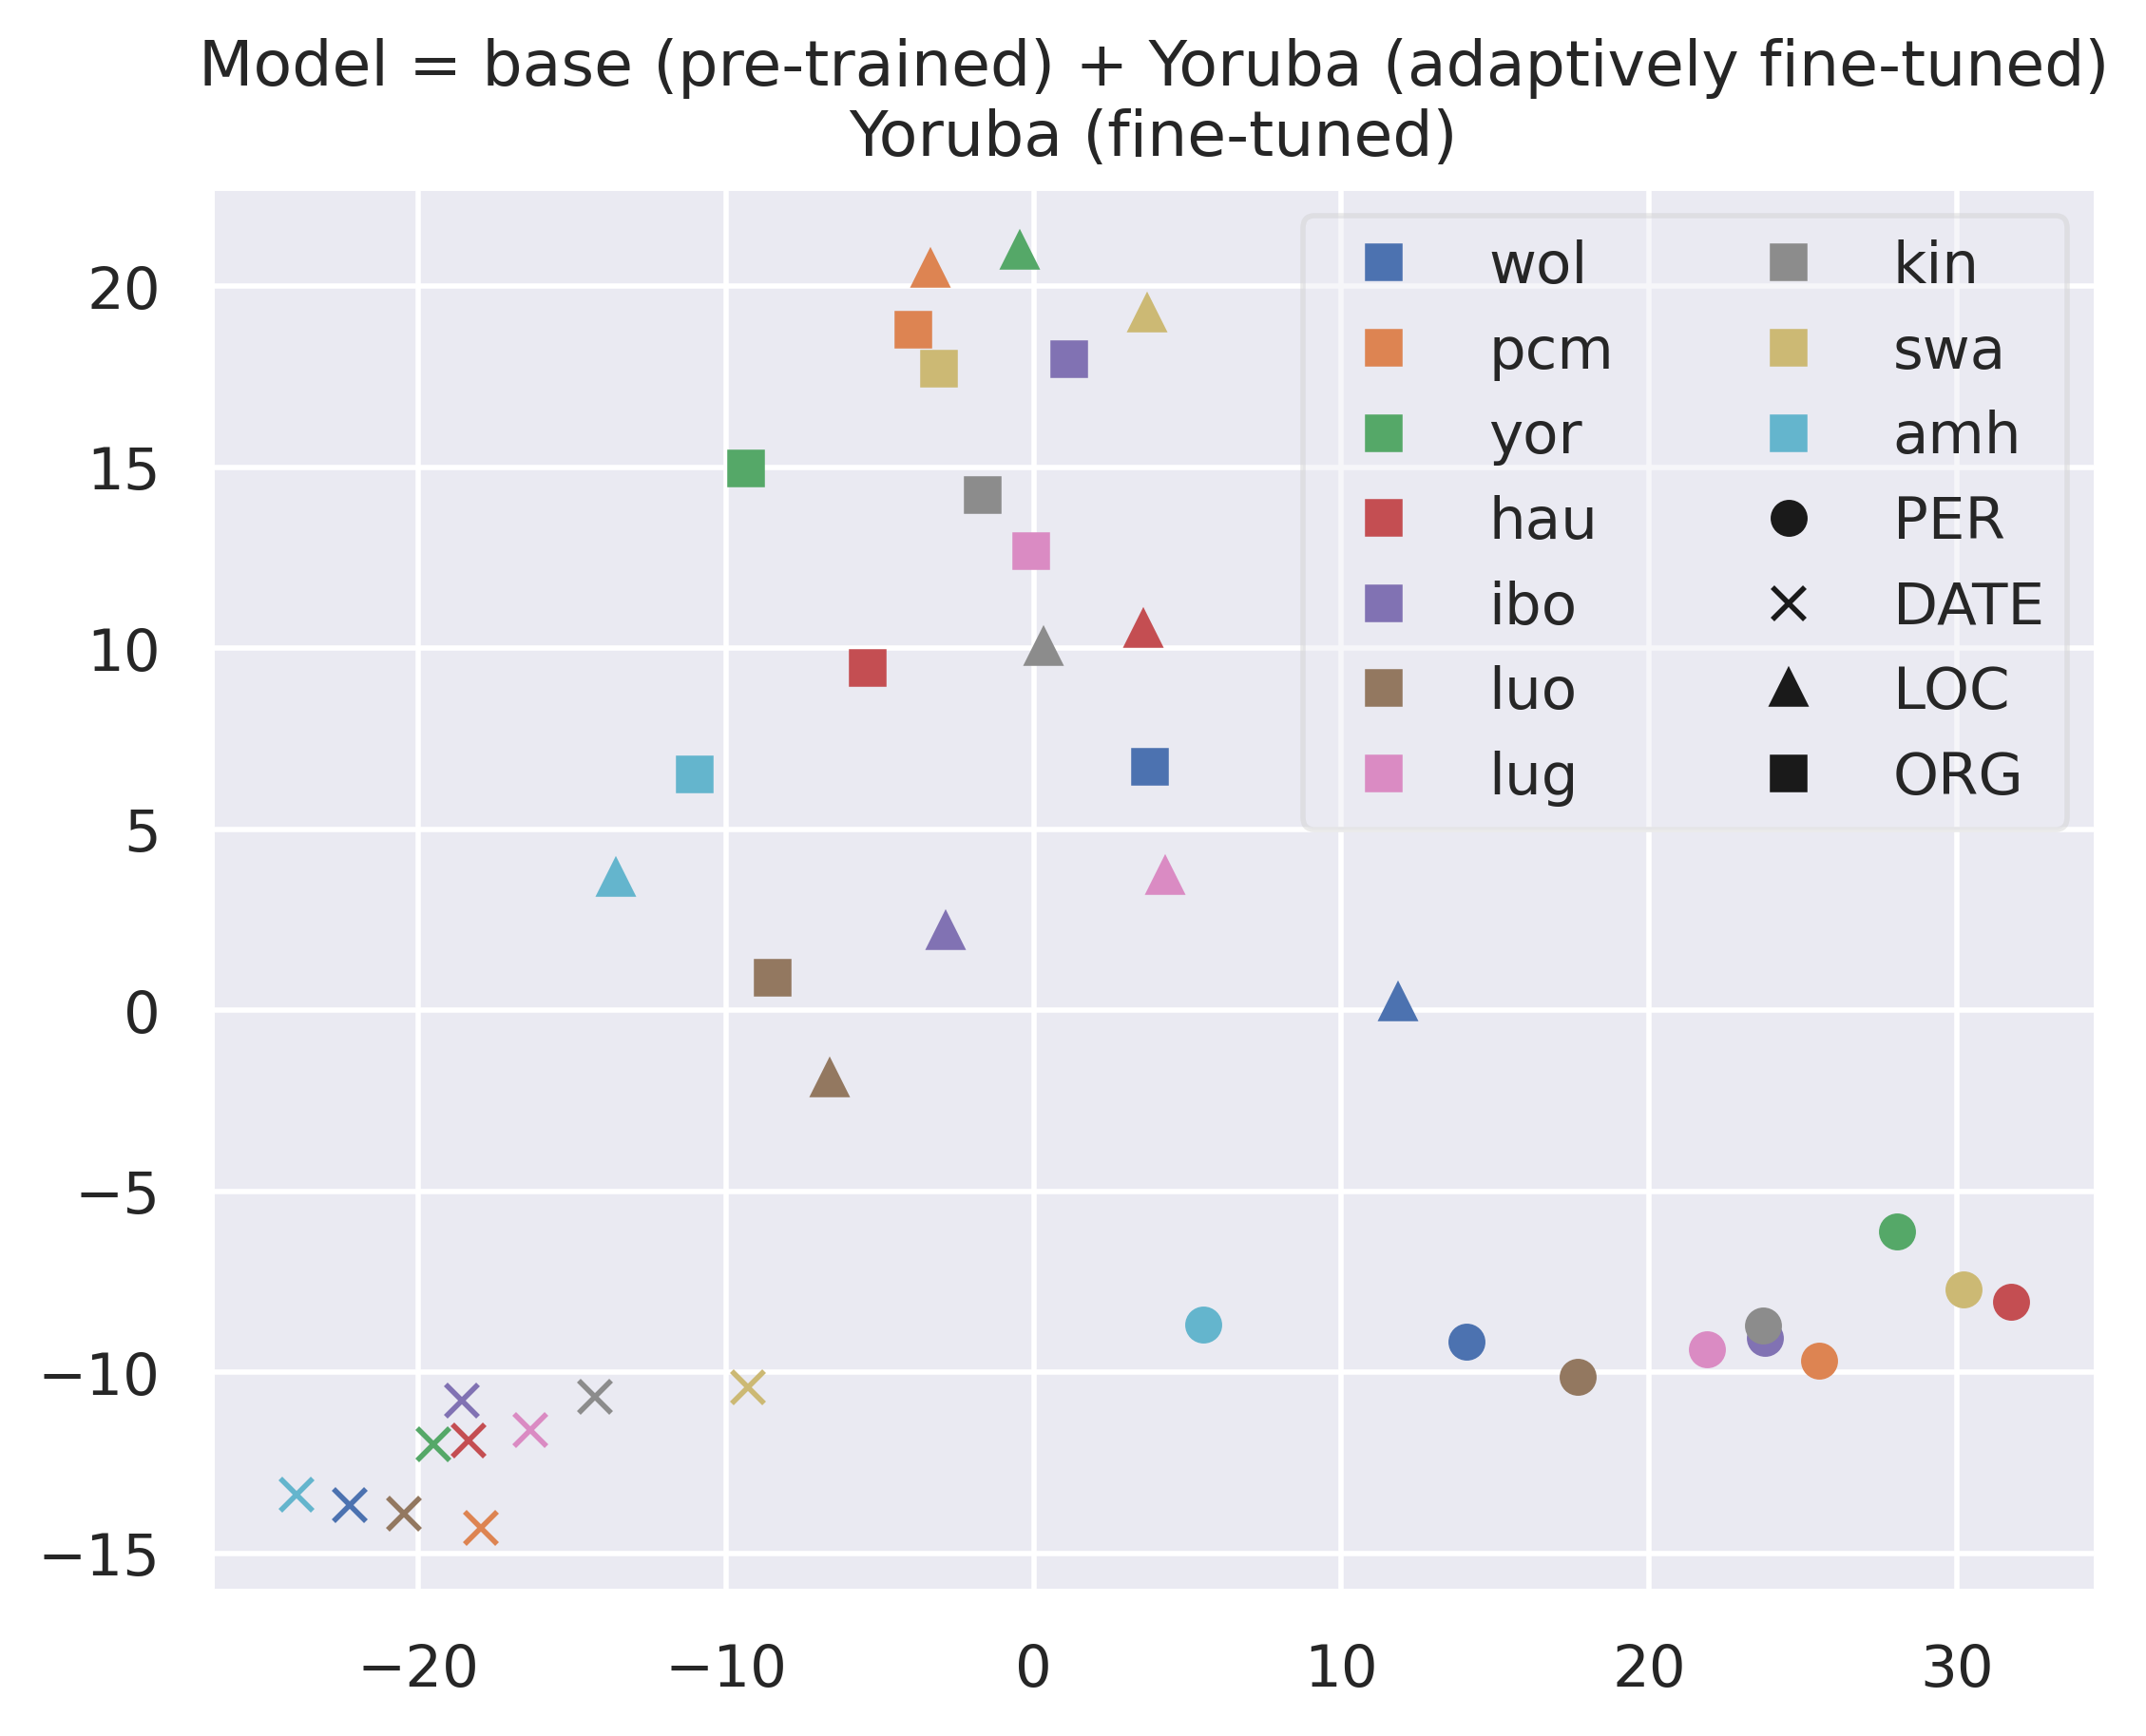 Model = base (pre-trained) + Yoruba (adaptively fine-tuned)
Yoruba (fine-tuned)
20
15
10
5
0
−5
−10
−15
−20
−10
0
10
20
30
wol
pcm
yor
hau
ibo
luo
lug
kin
swa
amh
PER
DATE
LOC
ORG